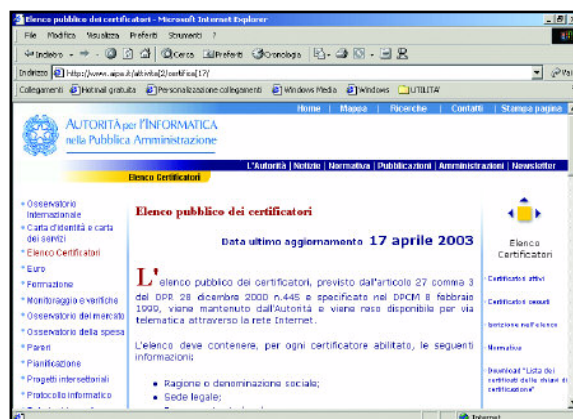 Elenco pubblico dei certificatori - Microsoft Internet Explorer
File Modifica Visualizza Preferiti Strumenti ?
Indietro Cerca Preferiti Cronologia
Indirizzo http://www.aipa.it/attivita[2/certifica[17/
Collegamenti Hotmail gratuita Personalizzazione collegamenti Windows Media Windows UTILITA'
Home | Mappa | Ricerche | Contatti | Stampa pagina
AUTORITÀ per l'INFORMATICA
nella Pubblica Amministrazione
L'Autorità | Notizie | Normativa | Pubblicazioni | Amministrazioni | Newsletter
Elenco Certificatori
Osservatorio
Internazionale
Carta d'identità e carta
dei servizi
Elenco Certificatori
Euro
Formazione
Monitoraggio e verifiche
Osservatorio del mercato
Osservatorio della spesa
Pareri
Pianificazione
Progetti intersettoriali
Protocollo informatico
Elenco pubblico dei certificatori
Data ultimo aggiornamento 17 aprile 2003
L'elenco pubblico dei certificatori, previsto dall'articolo 27 comma 3
del DPR 28 dicembre 2000 n.445 e specificato nel DPCM 8 febbraio
1999, viene mantenuto dall'Autorità e viene reso disponibile per via
telematica attraverso la rete Internet.
L'elenco deve contenere, per ogni certificatore abilitato, le seguenti
informazioni:
• Ragione o denominazione sociale;
• Sede legale;
Elenco
Certificatori
Certificatori attivi
Certificatori cessati
Iscrizione nell'elenco
Normativa
Download "Lista dei
certificati delle chiavi di
certificazione"
Internet